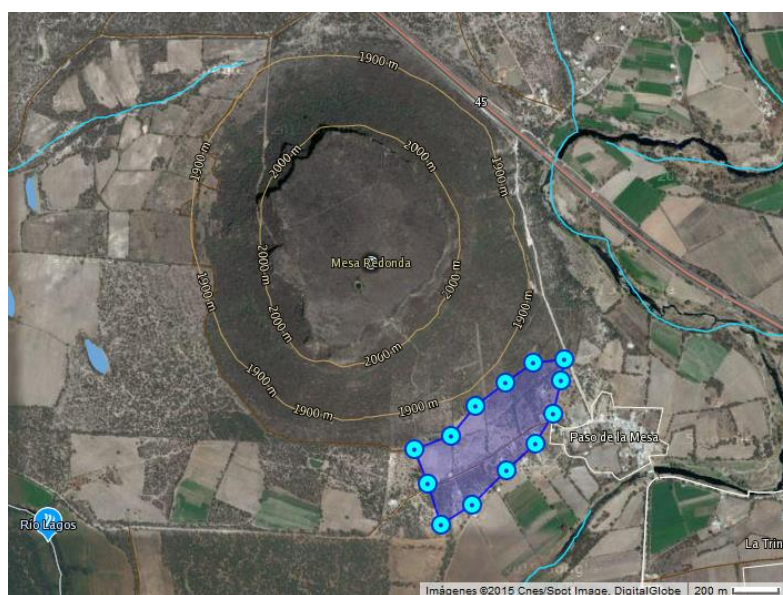 1900 m
45
1900 m
1900 m
2000 m
2000 m
Mesa Redonda
2000 m
2000 m
1900 m
2000 m
1900 m
2000 m
1900 m
1900 m
1900 m
Paso de la Mesa
Río Lagos
La Trin
Imágenes ©2015 Cnes/Spot Image, DigitalGlobe
200 m